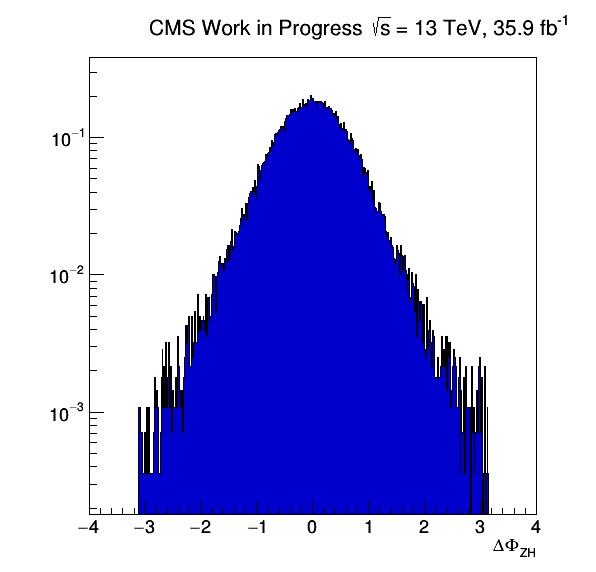 CMS Work in Progress √s = 13 TeV, 35.9 fb⁻¹
10⁻¹
10⁻²
10⁻³
−4 −3 −2 −1 0 1 2 3 4
ΔΦ_ZH